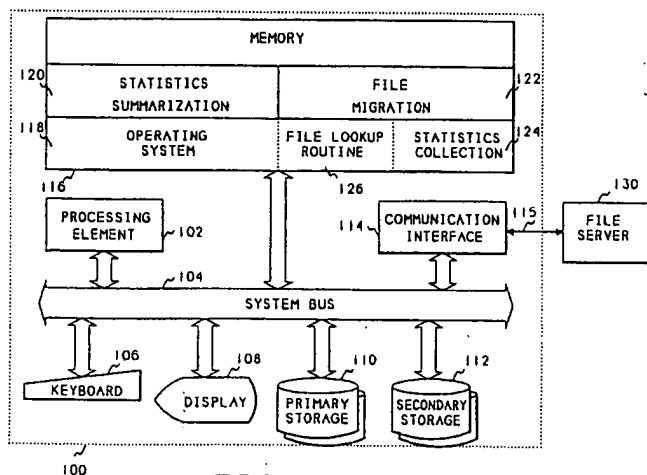 MEMORY
120
STATISTICS
SUMMARIZATION
FILE
MIGRATION
122
118
OPERATING
SYSTEM
FILE LOOKUP
ROUTINE
STATISTICS
COLLECTION
124
116
126
130
PROCESSING
ELEMENT
102
114
COMMUNICATION
INTERFACE
115
FILE
SERVER
104
SYSTEM BUS
106
KEYBOARD
108
DISPLAY
110
PRIMARY
STORAGE
112
SECONDARY
STORAGE
100